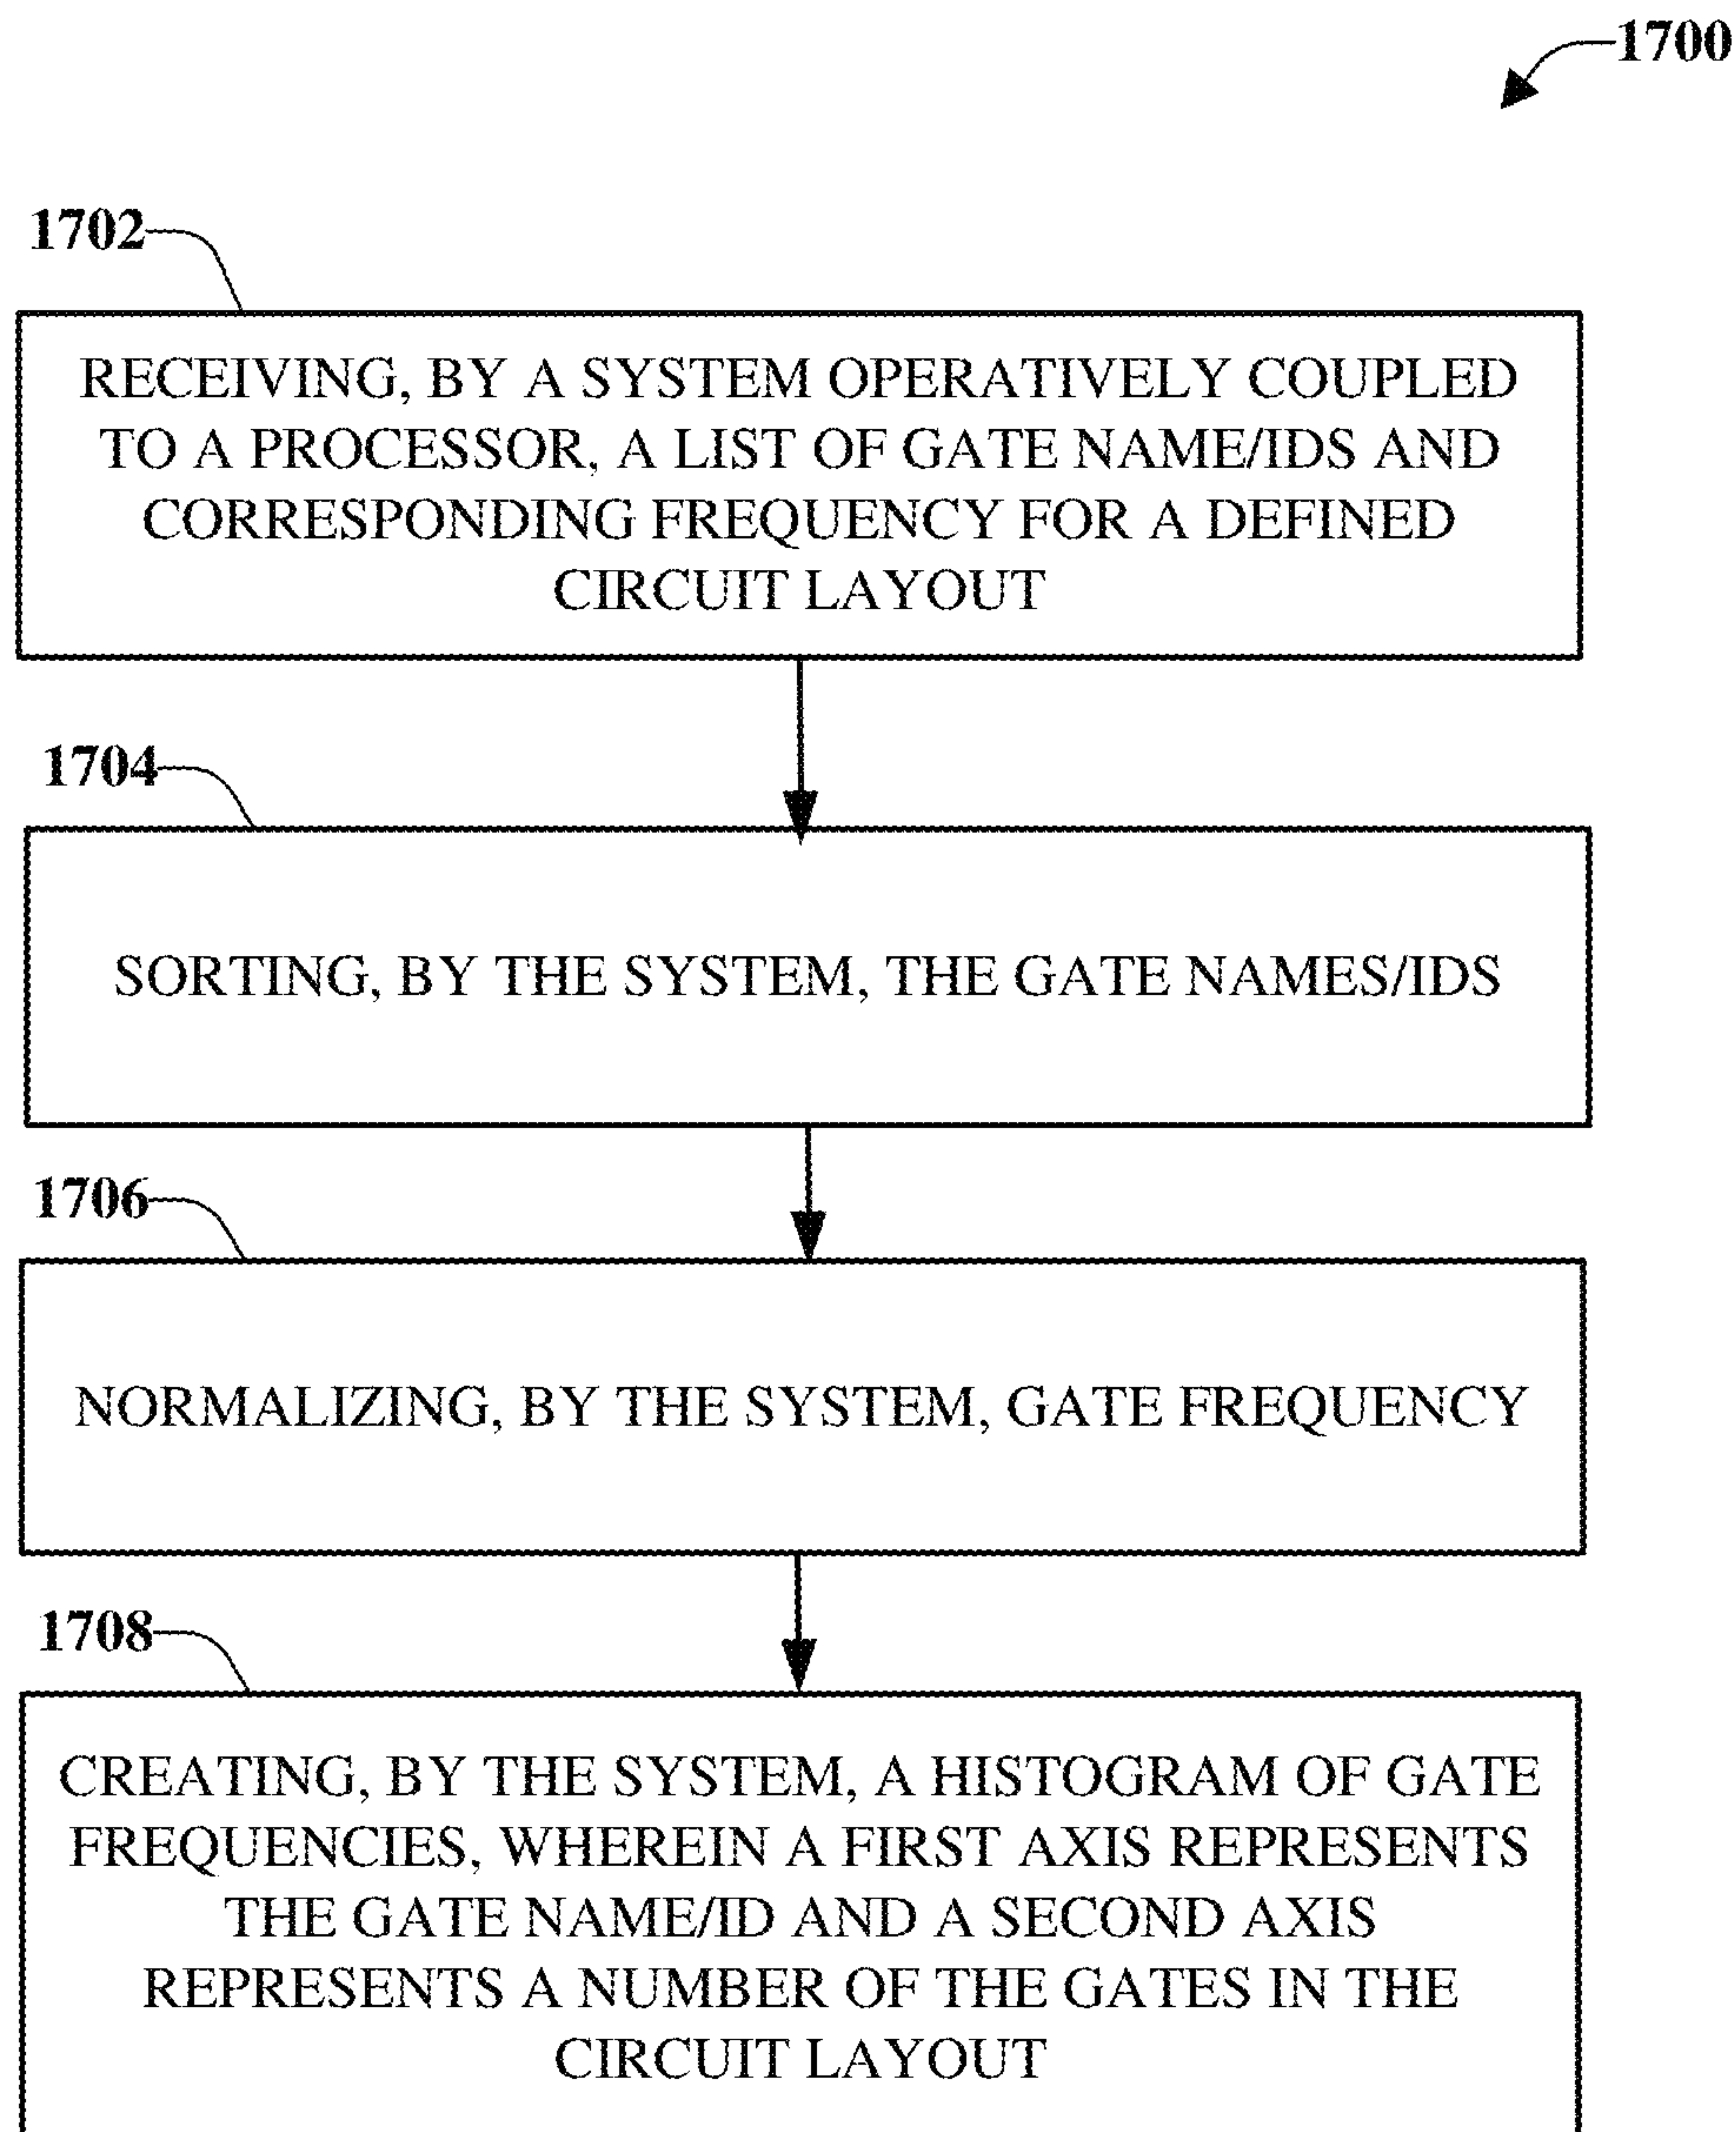 1700
1702
RECEIVING, BY A SYSTEM OPERATIVELY COUPLED
TO A PROCESSOR, A LIST OF GATE NAME/IDS AND
CORRESPONDING FREQUENCY FOR A DEFINED
CIRCUIT LAYOUT
1704
SORTING, BY THE SYSTEM, THE GATE NAMES/IDS
1706
NORMALIZING, BY THE SYSTEM, GATE FREQUENCY
1708
CREATING, BY THE SYSTEM, A HISTOGRAM OF GATE
FREQUENCIES, WHEREIN A FIRST AXIS REPRESENTS
THE GATE NAME/ID AND A SECOND AXIS
REPRESENTS A NUMBER OF THE GATES IN THE
CIRCUIT LAYOUT